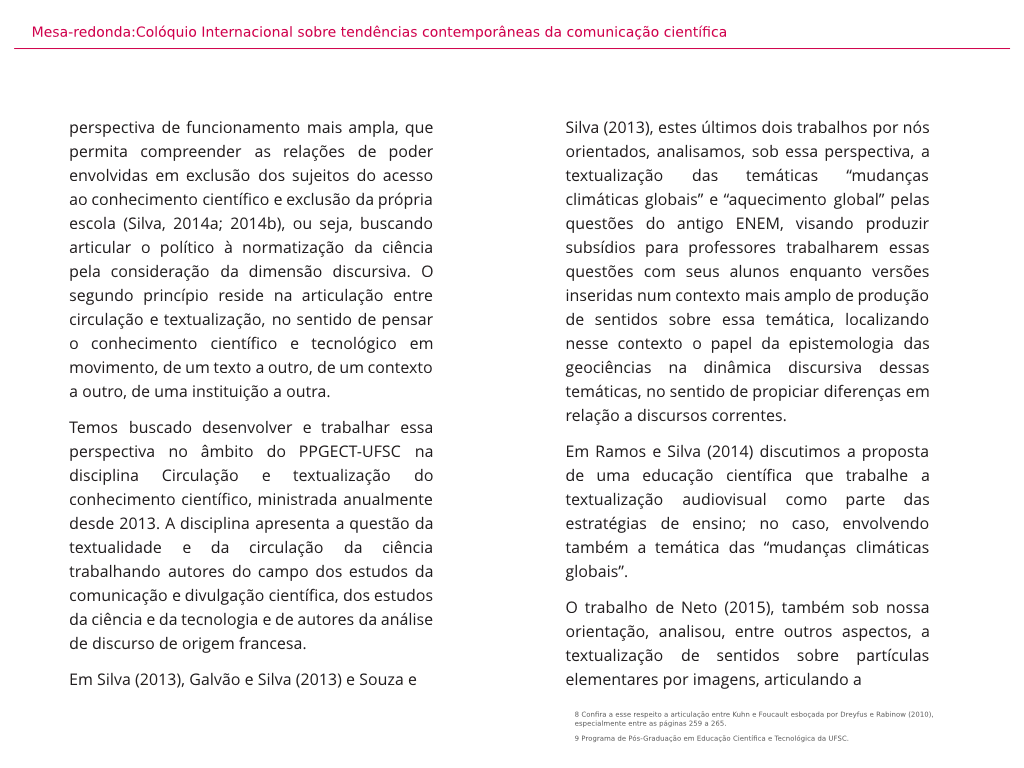 Mesa-redonda:Colóquio Internacional sobre tendências contemporâneas da comunicação científica
perspectiva de funcionamento mais ampla, que
permita compreender as relações de poder
envolvidas em exclusão dos sujeitos do acesso
ao conhecimento científico e exclusão da própria
escola (Silva, 2014a; 2014b), ou seja, buscando
articular o político à normatização da ciência
pela consideração da dimensão discursiva. O
segundo princípio reside na articulação entre
circulação e textualização, no sentido de pensar
o conhecimento científico e tecnológico em
movimento, de um texto a outro, de um contexto
a outro, de uma instituição a outra.
Temos buscado desenvolver e trabalhar essa
perspectiva no âmbito do PPGECT-UFSC na
disciplina Circulação e textualização do
conhecimento científico, ministrada anualmente
desde 2013. A disciplina apresenta a questão da
textualidade e da circulação da ciência
trabalhando autores do campo dos estudos da
comunicação e divulgação científica, dos estudos
da ciência e da tecnologia e de autores da análise
de discurso de origem francesa.
Em Silva (2013), Galvão e Silva (2013) e Souza e
Silva (2013), estes últimos dois trabalhos por nós
orientados, analisamos, sob essa perspectiva, a
textualização das temáticas “mudanças
climáticas globais” e “aquecimento global” pelas
questões do antigo ENEM, visando produzir
subsídios para professores trabalharem essas
questões com seus alunos enquanto versões
inseridas num contexto mais amplo de produção
de sentidos sobre essa temática, localizando
nesse contexto o papel da epistemologia das
geociências na dinâmica discursiva dessas
temáticas, no sentido de propiciar diferenças em
relação a discursos correntes.
Em Ramos e Silva (2014) discutimos a proposta
de uma educação científica que trabalhe a
textualização audiovisual como parte das
estratégias de ensino; no caso, envolvendo
também a temática das “mudanças climáticas
globais”.
O trabalho de Neto (2015), também sob nossa
orientação, analisou, entre outros aspectos, a
textualização de sentidos sobre partículas
elementares por imagens, articulando a
8 Confira a esse respeito a articulação entre Kuhn e Foucault esboçada por Dreyfus e Rabinow (2010),
especialmente entre as páginas 259 a 265.
9 Programa de Pós-Graduação em Educação Científica e Tecnológica da UFSC.